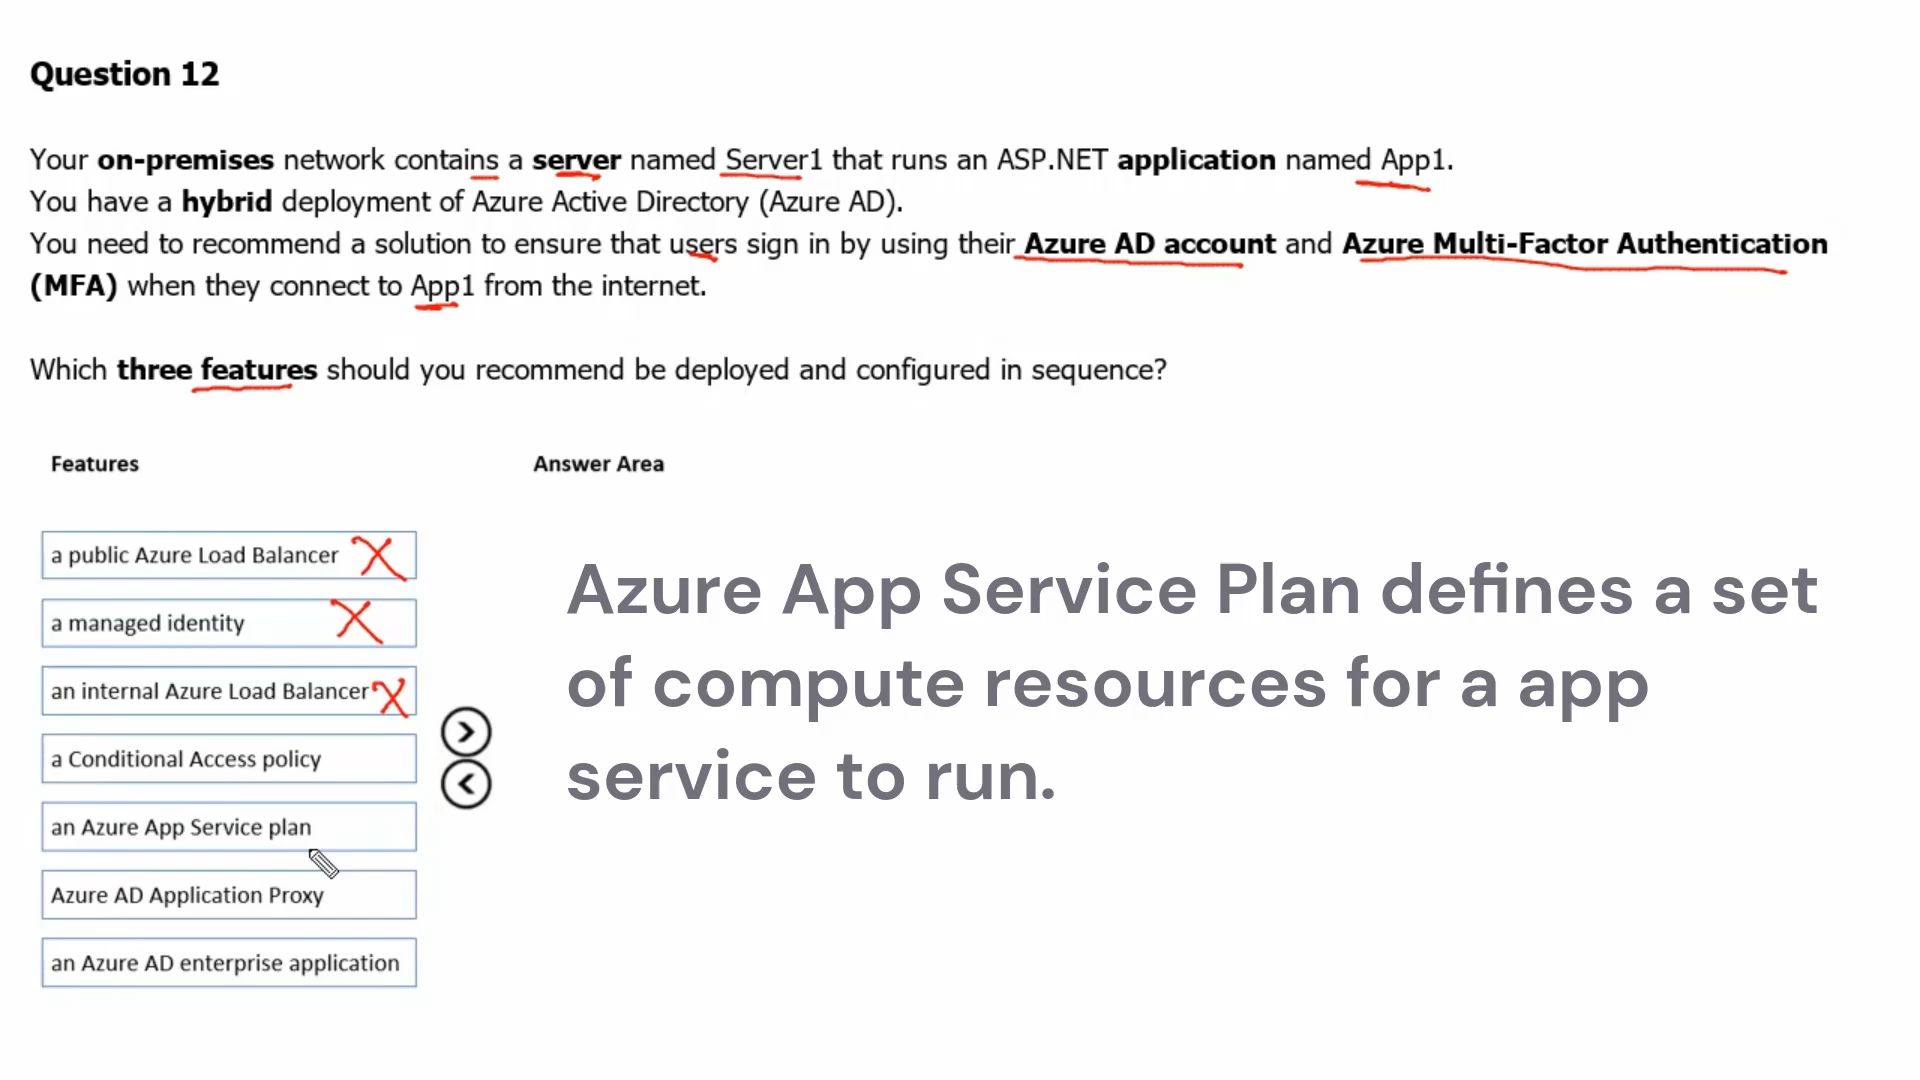 Question 12
Your on-premises network contains a server named Server1 that runs an ASP.NET application named App1.
You have a hybrid deployment of Azure Active Directory (Azure AD).
You need to recommend a solution to ensure that users sign in by using their Azure AD account and Azure Multi-Factor Authentication
(MFA) when they connect to App1 from the internet.
Which three features should you recommend be deployed and configured in sequence?
Features
Answer Area
a public Azure Load Balancer
a managed identity
an internal Azure Load Balancer
a Conditional Access policy
an Azure App Service plan
Azure AD Application Proxy
an Azure AD enterprise application
Azure App Service Plan defines a set
of compute resources for a app
service to run.